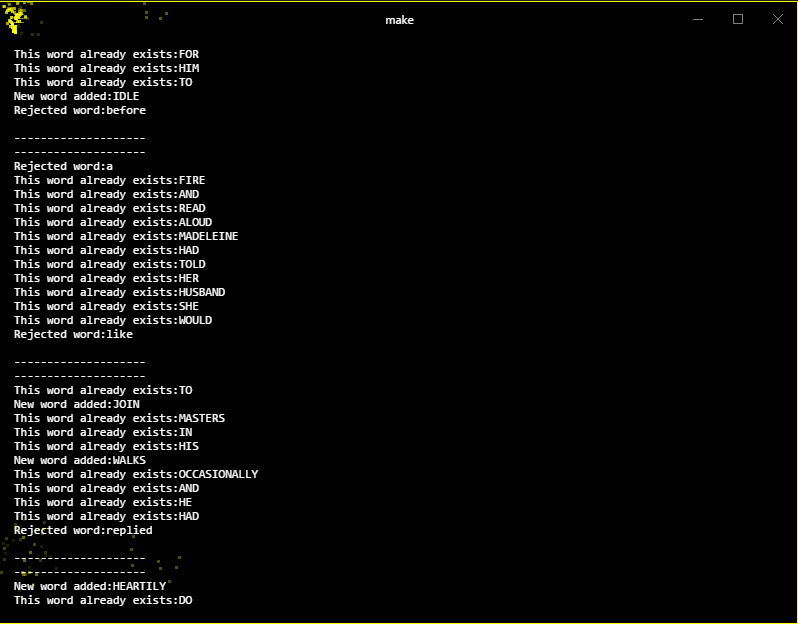 make
This word already exists:FOR
This word already exists:HIM
This word already exists:TO
New word added:IDLE
Rejected word:before
---------------------
---------------------
Rejected word:a
This word already exists:FIRE
This word already exists:AND
This word already exists:READ
This word already exists:ALOUD
This word already exists:MADELEINE
This word already exists:HAD
This word already exists:TOLD
This word already exists:HER
This word already exists:HUSBAND
This word already exists:SHE
This word already exists:WOULD
Rejected word:like
---------------------
---------------------
This word already exists:TO
New word added:JOIN
This word already exists:MASTERS
This word already exists:IN
This word already exists:HIS
New word added:WALKS
This word already exists:OCCASIONALLY
This word already exists:AND
This word already exists:HE
This word already exists:HAD
Rejected word:replied
---------------------
---------------------
New word added:HEARTILY
This word already exists:DO